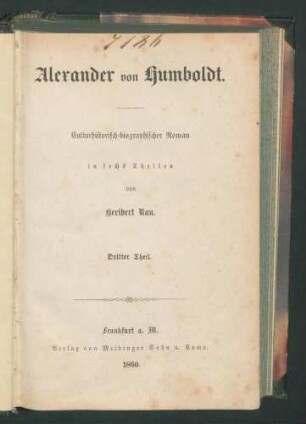 7186
Alexander von Humboldt.
Culturhistorisch-biographischer Roman
in sechs Theilen
von
Heribert Rau.
Dritter Theil.
Frankfurt a. M.
Verlag von Meidinger Sohn u. Comp.
1860.